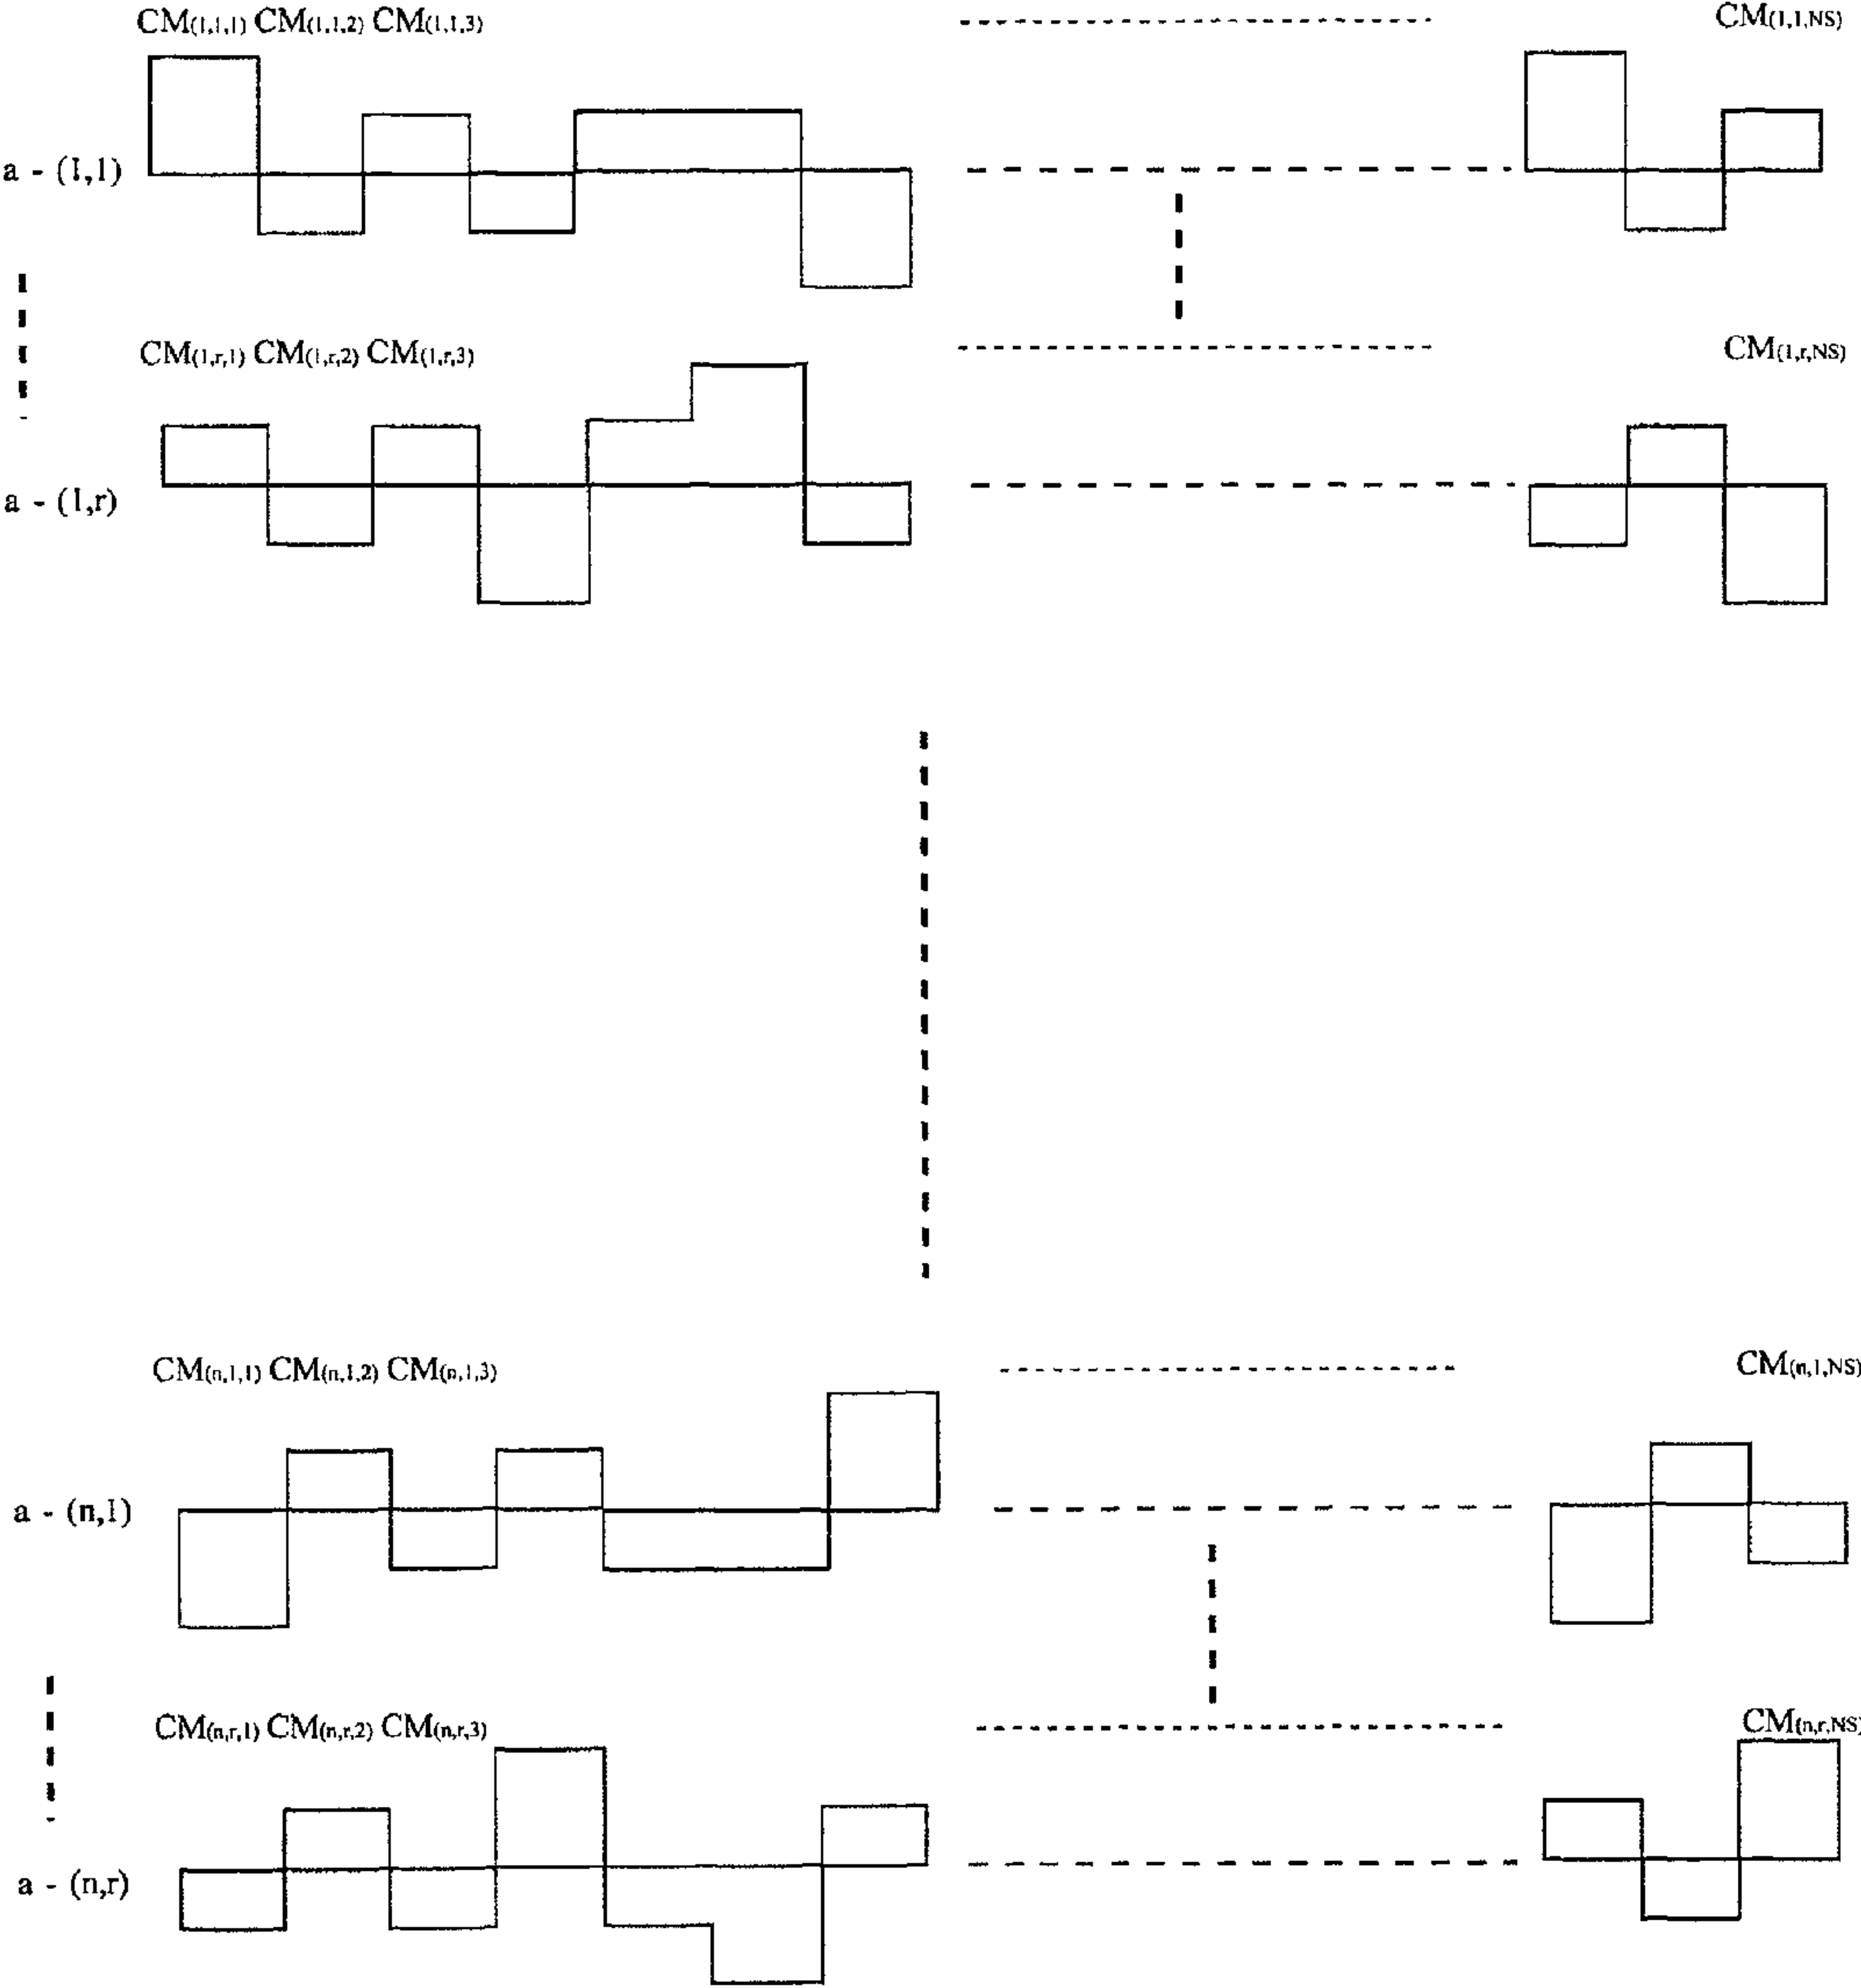 CM(1,1,1) CM(1,1,2) CM(1,1,3) CM(1,1,NS)
a - (1,1)
CM(1,r,1) CM(1,r,2) CM(1,r,3) CM(1,r,NS)
a - (1,r)
CM(n,1,1) CM(n,1,2) CM(n,1,3) CM(n,1,NS)
a - (n,1)
CM(n,r,1) CM(n,r,2) CM(n,r,3) CM(n,r,NS)
a - (n,r)